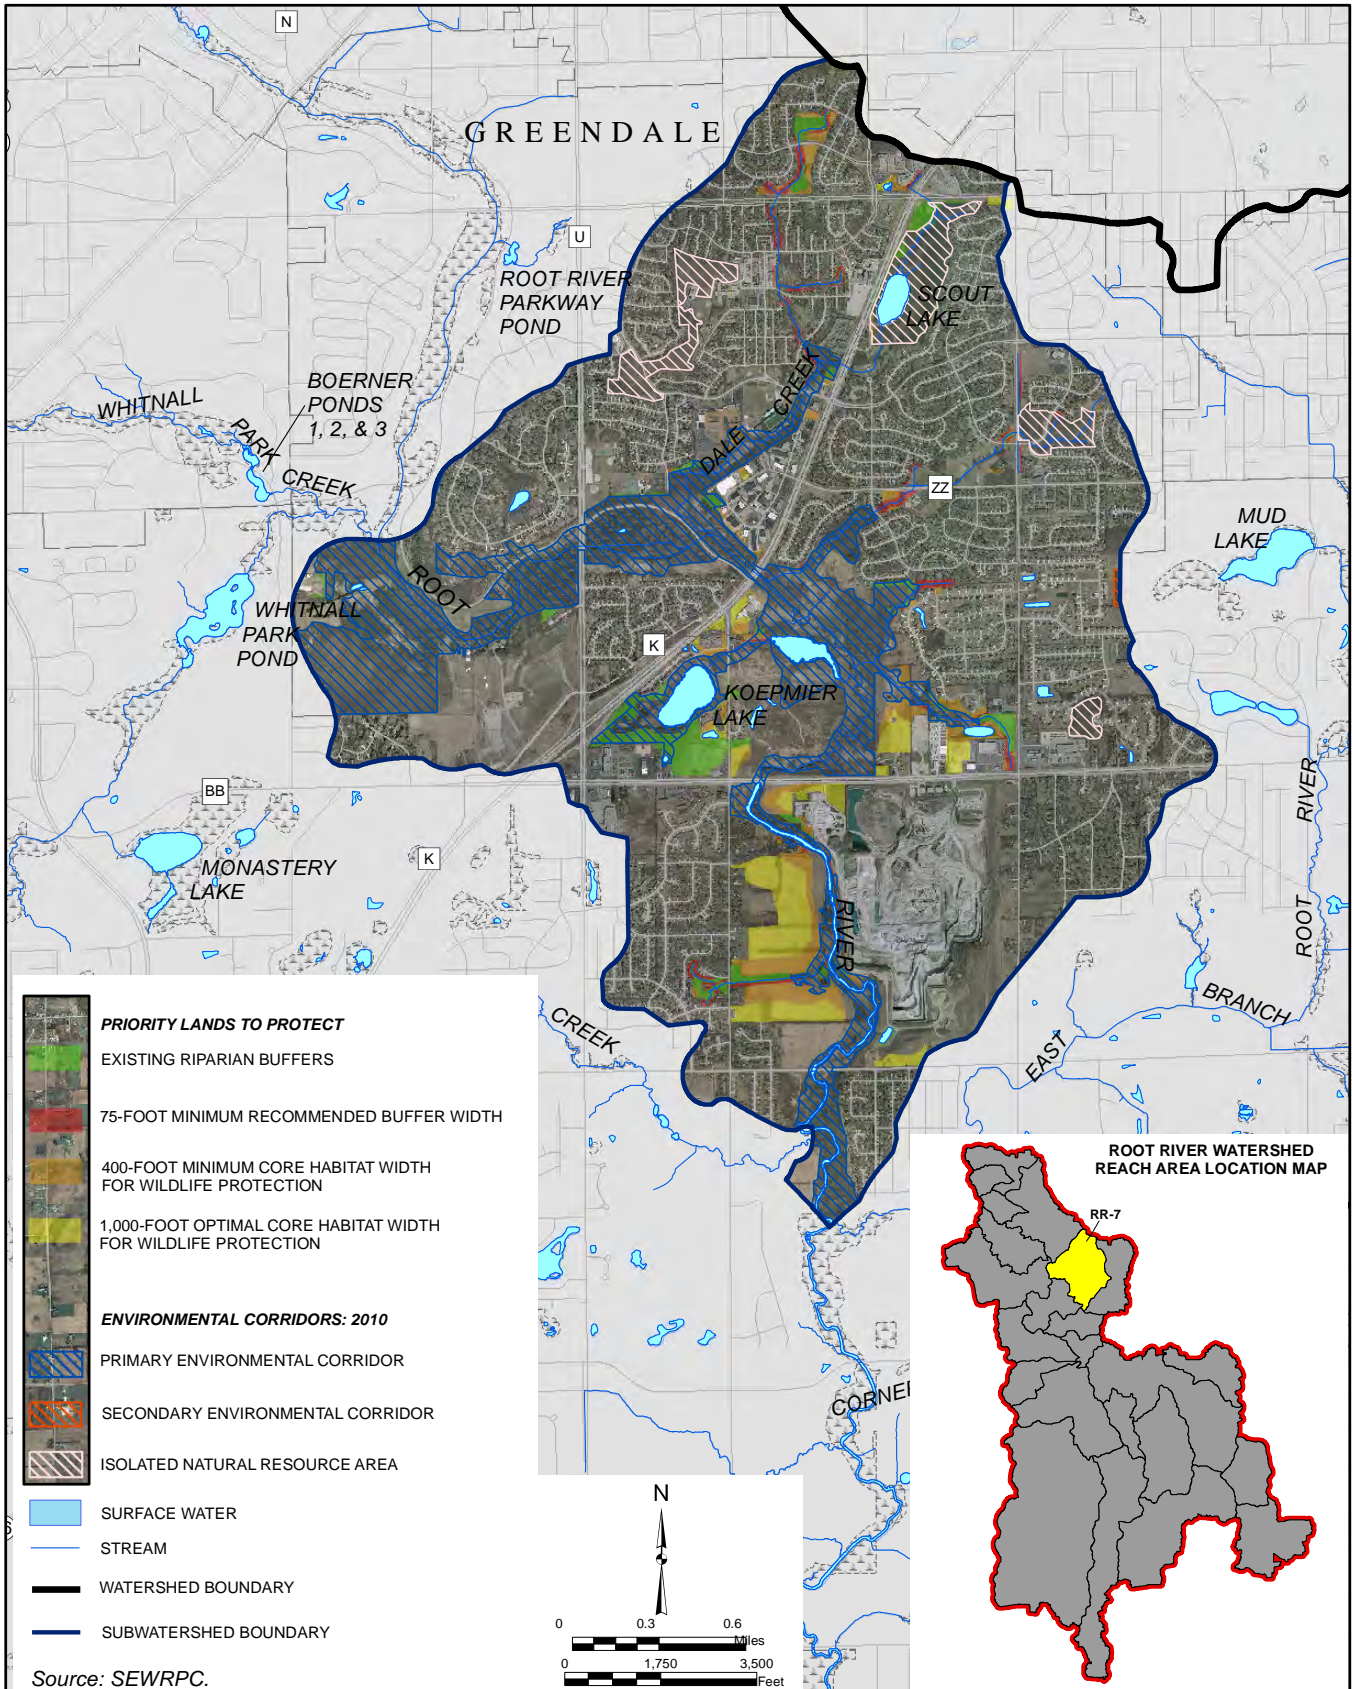 N
GREENDALE
U
ROOT RIVER
PARKWAY
POND
SCOUT
LAKE
BOERNER
PONDS
1, 2, & 3
WHITNALL
PARK
CREEK
DALE
CREEK
ZZ
MUD
LAKE
ROOT
WHITNALL
PARK
POND
K
KOEPMIER
LAKE
BB
K
MONASTERY
LAKE
RIVER
ROOT
RIVER
BRANCH
EAST
CREEK
PRIORITY LANDS TO PROTECT
EXISTING RIPARIAN BUFFERS
75-FOOT MINIMUM RECOMMENDED BUFFER WIDTH
400-FOOT MINIMUM CORE HABITAT WIDTH
FOR WILDLIFE PROTECTION
1,000-FOOT OPTIMAL CORE HABITAT WIDTH
FOR WILDLIFE PROTECTION
ENVIRONMENTAL CORRIDORS: 2010
PRIMARY ENVIRONMENTAL CORRIDOR
SECONDARY ENVIRONMENTAL CORRIDOR
ISOLATED NATURAL RESOURCE AREA
SURFACE WATER
STREAM
WATERSHED BOUNDARY
SUBWATERSHED BOUNDARY
Source: SEWRPC.
CORNER
N
0 0.3 0.6
Miles
0 1,750 3,500
Feet
ROOT RIVER WATERSHED
REACH AREA LOCATION MAP
RR-7